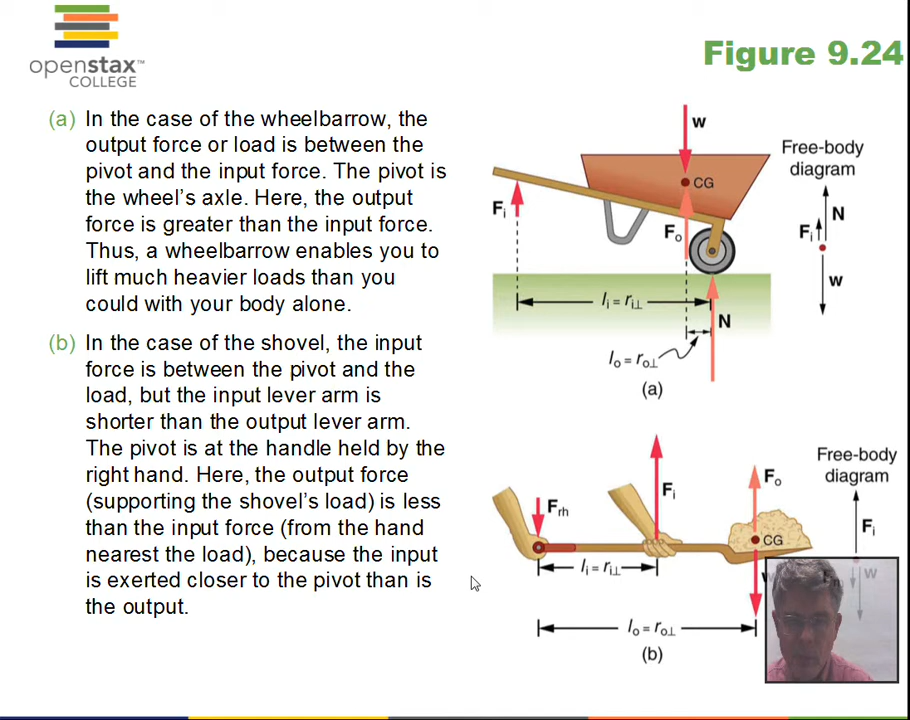 openstax™
COLLEGE
Figure 9.24
(a) In the case of the wheelbarrow, the
output force or load is between the
pivot and the input force. The pivot is
the wheel’s axle. Here, the output
force is greater than the input force.
Thus, a wheelbarrow enables you to
lift much heavier loads than you
could with your body alone.
(b) In the case of the shovel, the input
force is between the pivot and the
load, but the input lever arm is
shorter than the output lever arm.
The pivot is at the handle held by the
right hand. Here, the output force
(supporting the shovel’s load) is less
than the input force (from the hand
nearest the load), because the input
is exerted closer to the pivot than is
the output.
w
CG
Fi
Fo
li = ri⊥
N
lo = ro⊥
(a)
Free-body
diagram
N
Fi
w
Frh
Fi
Fo
CG
li = ri⊥
lo = ro⊥
(b)
Free-body
diagram
Fi
w